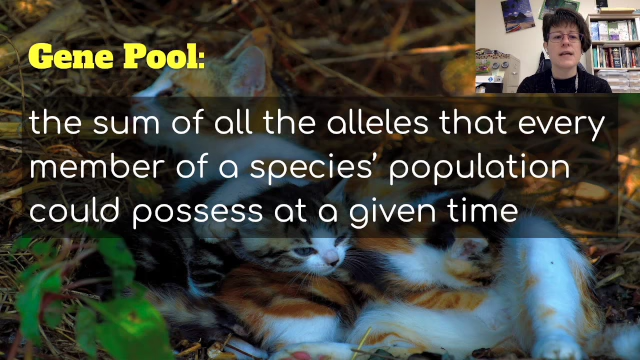 Gene Pool:
the sum of all the alleles that every
member of a species’ population
could possess at a given time